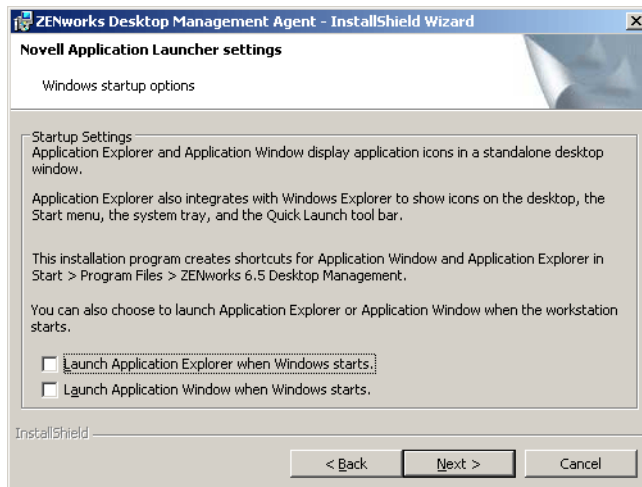 ZENworks Desktop Management Agent - InstallShield Wizard
Novell Application Launcher settings
Windows startup options
Startup Settings
Application Explorer and Application Window display application icons in a standalone desktop
window.
Application Explorer also integrates with Windows Explorer to show icons on the desktop, the
Start menu, the system tray, and the Quick Launch tool bar.
This installation program creates shortcuts for Application Window and Application Explorer in
Start > Program Files > ZENworks 6.5 Desktop Management.
You can also choose to launch Application Explorer or Application Window when the workstation
starts.
Launch Application Explorer when Windows starts.
Launch Application Window when Windows starts.
InstallShield
< Back Next > Cancel